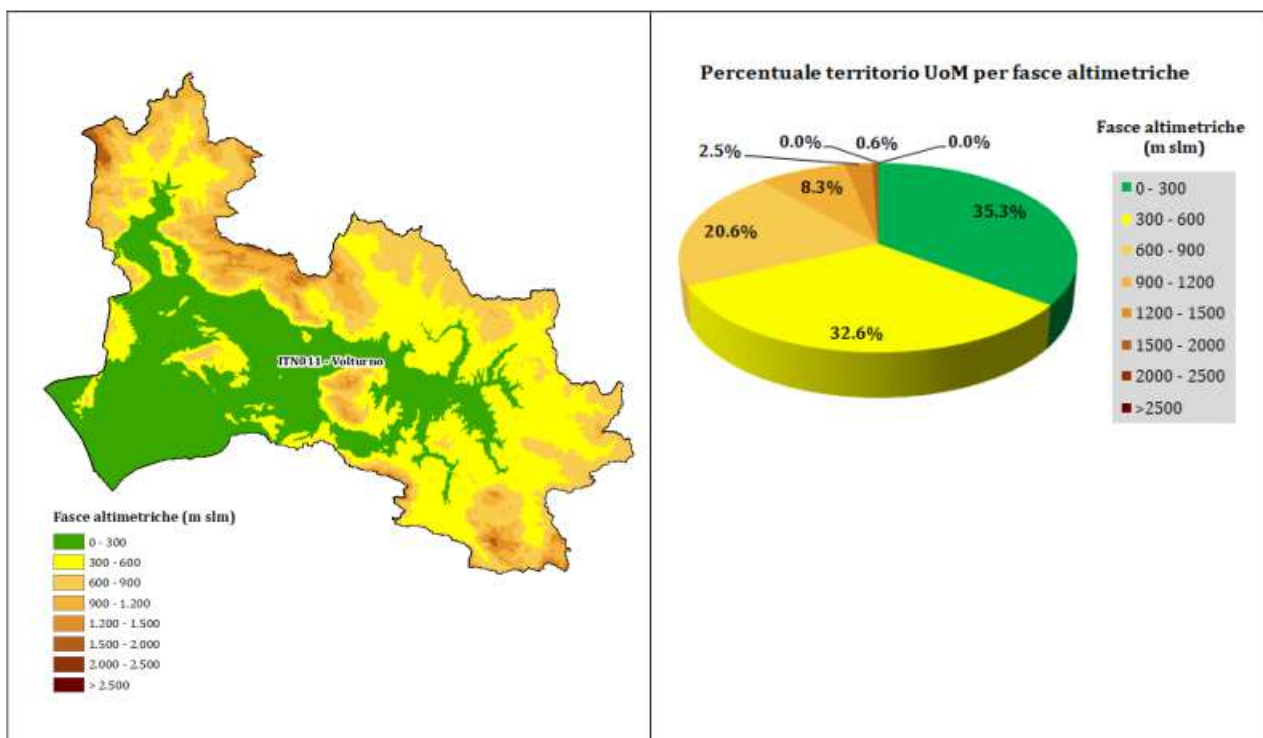 ITN011 - Volturno
Fasce altimetriche (m slm)
0 - 300
300 - 600
600 - 900
900 - 1.200
1.200 - 1.500
1.500 - 2.000
2.000 - 2.500
> 2.500
Percentuale territorio UoM per fasce altimetriche
0.0%
0.6%
0.0%
2.5%
8.3%
35.3%
20.6%
32.6%
Fasce altimetriche
(m slm)
0 - 300
300 - 600
600 - 900
900 - 1200
1200 - 1500
1500 - 2000
2000 - 2500
>2500